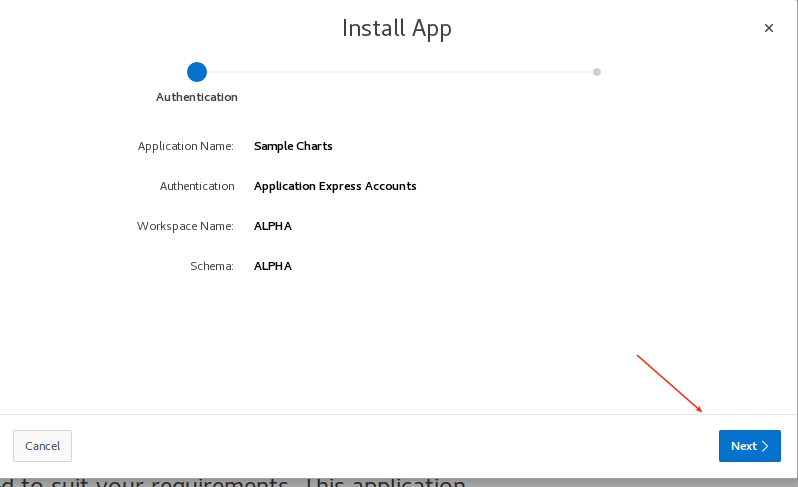 Install App
Authentication
Application Name: Sample Charts
Authentication Application Express Accounts
Workspace Name: ALPHA
Schema: ALPHA
Cancel
Next
d to suit your requirements. This application